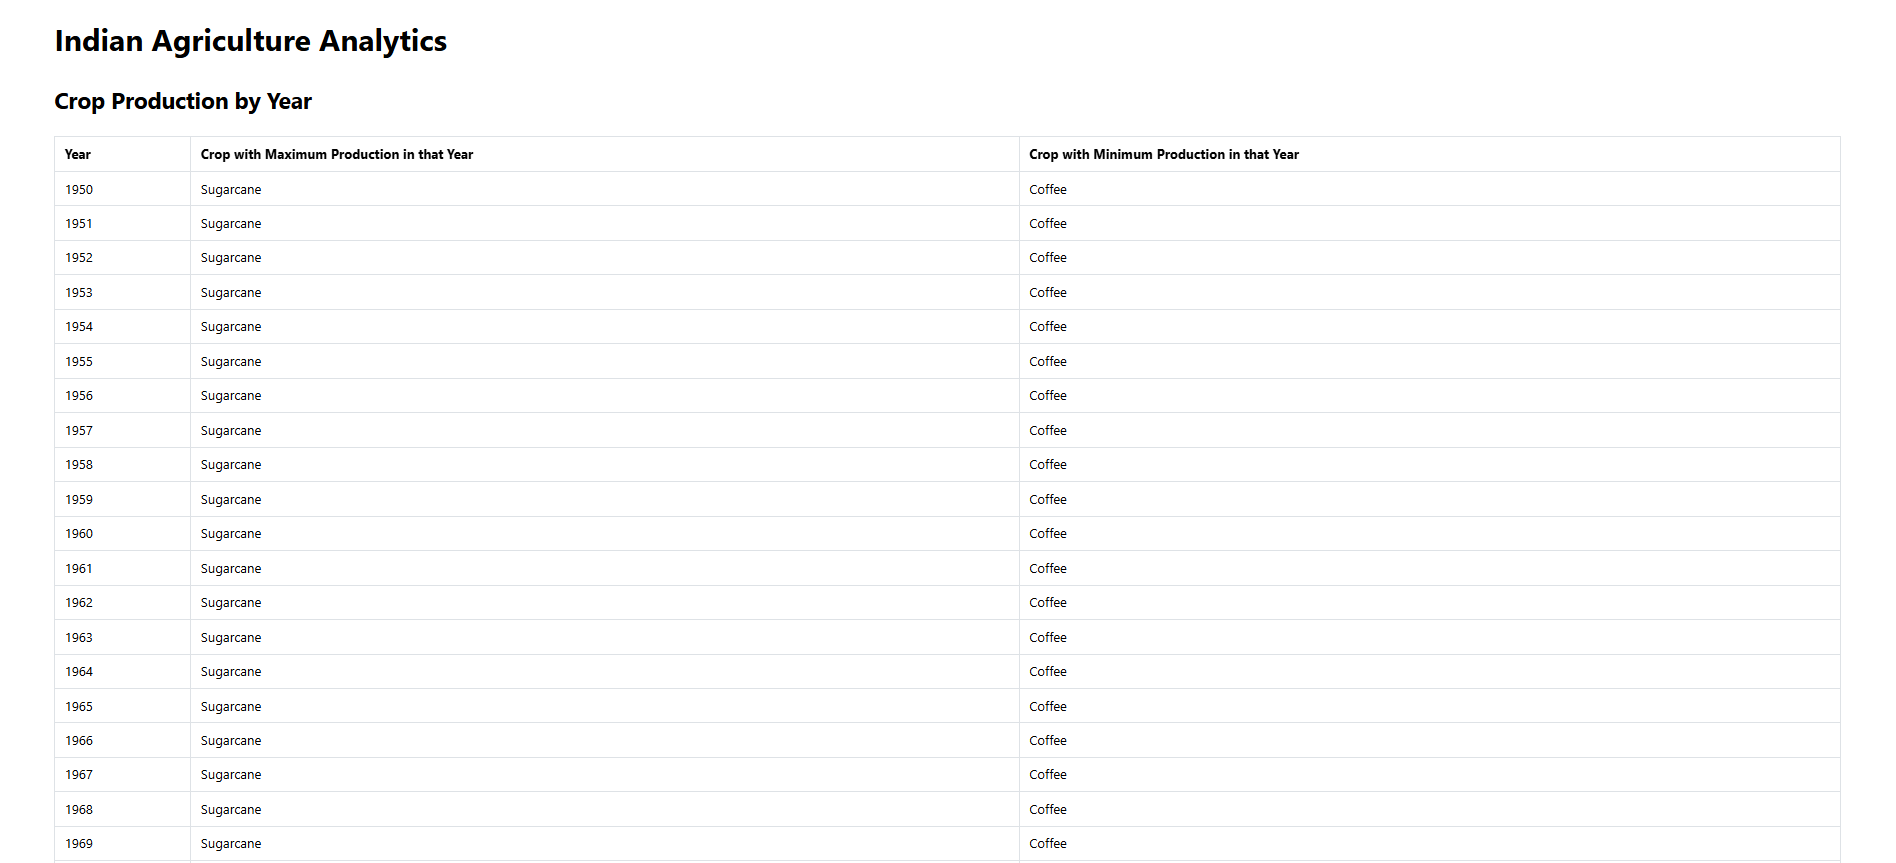 Indian Agriculture Analytics
Crop Production by Year
Year Crop with Maximum Production in that Year Crop with Minimum Production in that Year
1950 Sugarcane Coffee
1951 Sugarcane Coffee
1952 Sugarcane Coffee
1953 Sugarcane Coffee
1954 Sugarcane Coffee
1955 Sugarcane Coffee
1956 Sugarcane Coffee
1957 Sugarcane Coffee
1958 Sugarcane Coffee
1959 Sugarcane Coffee
1960 Sugarcane Coffee
1961 Sugarcane Coffee
1962 Sugarcane Coffee
1963 Sugarcane Coffee
1964 Sugarcane Coffee
1965 Sugarcane Coffee
1966 Sugarcane Coffee
1967 Sugarcane Coffee
1968 Sugarcane Coffee
1969 Sugarcane Coffee